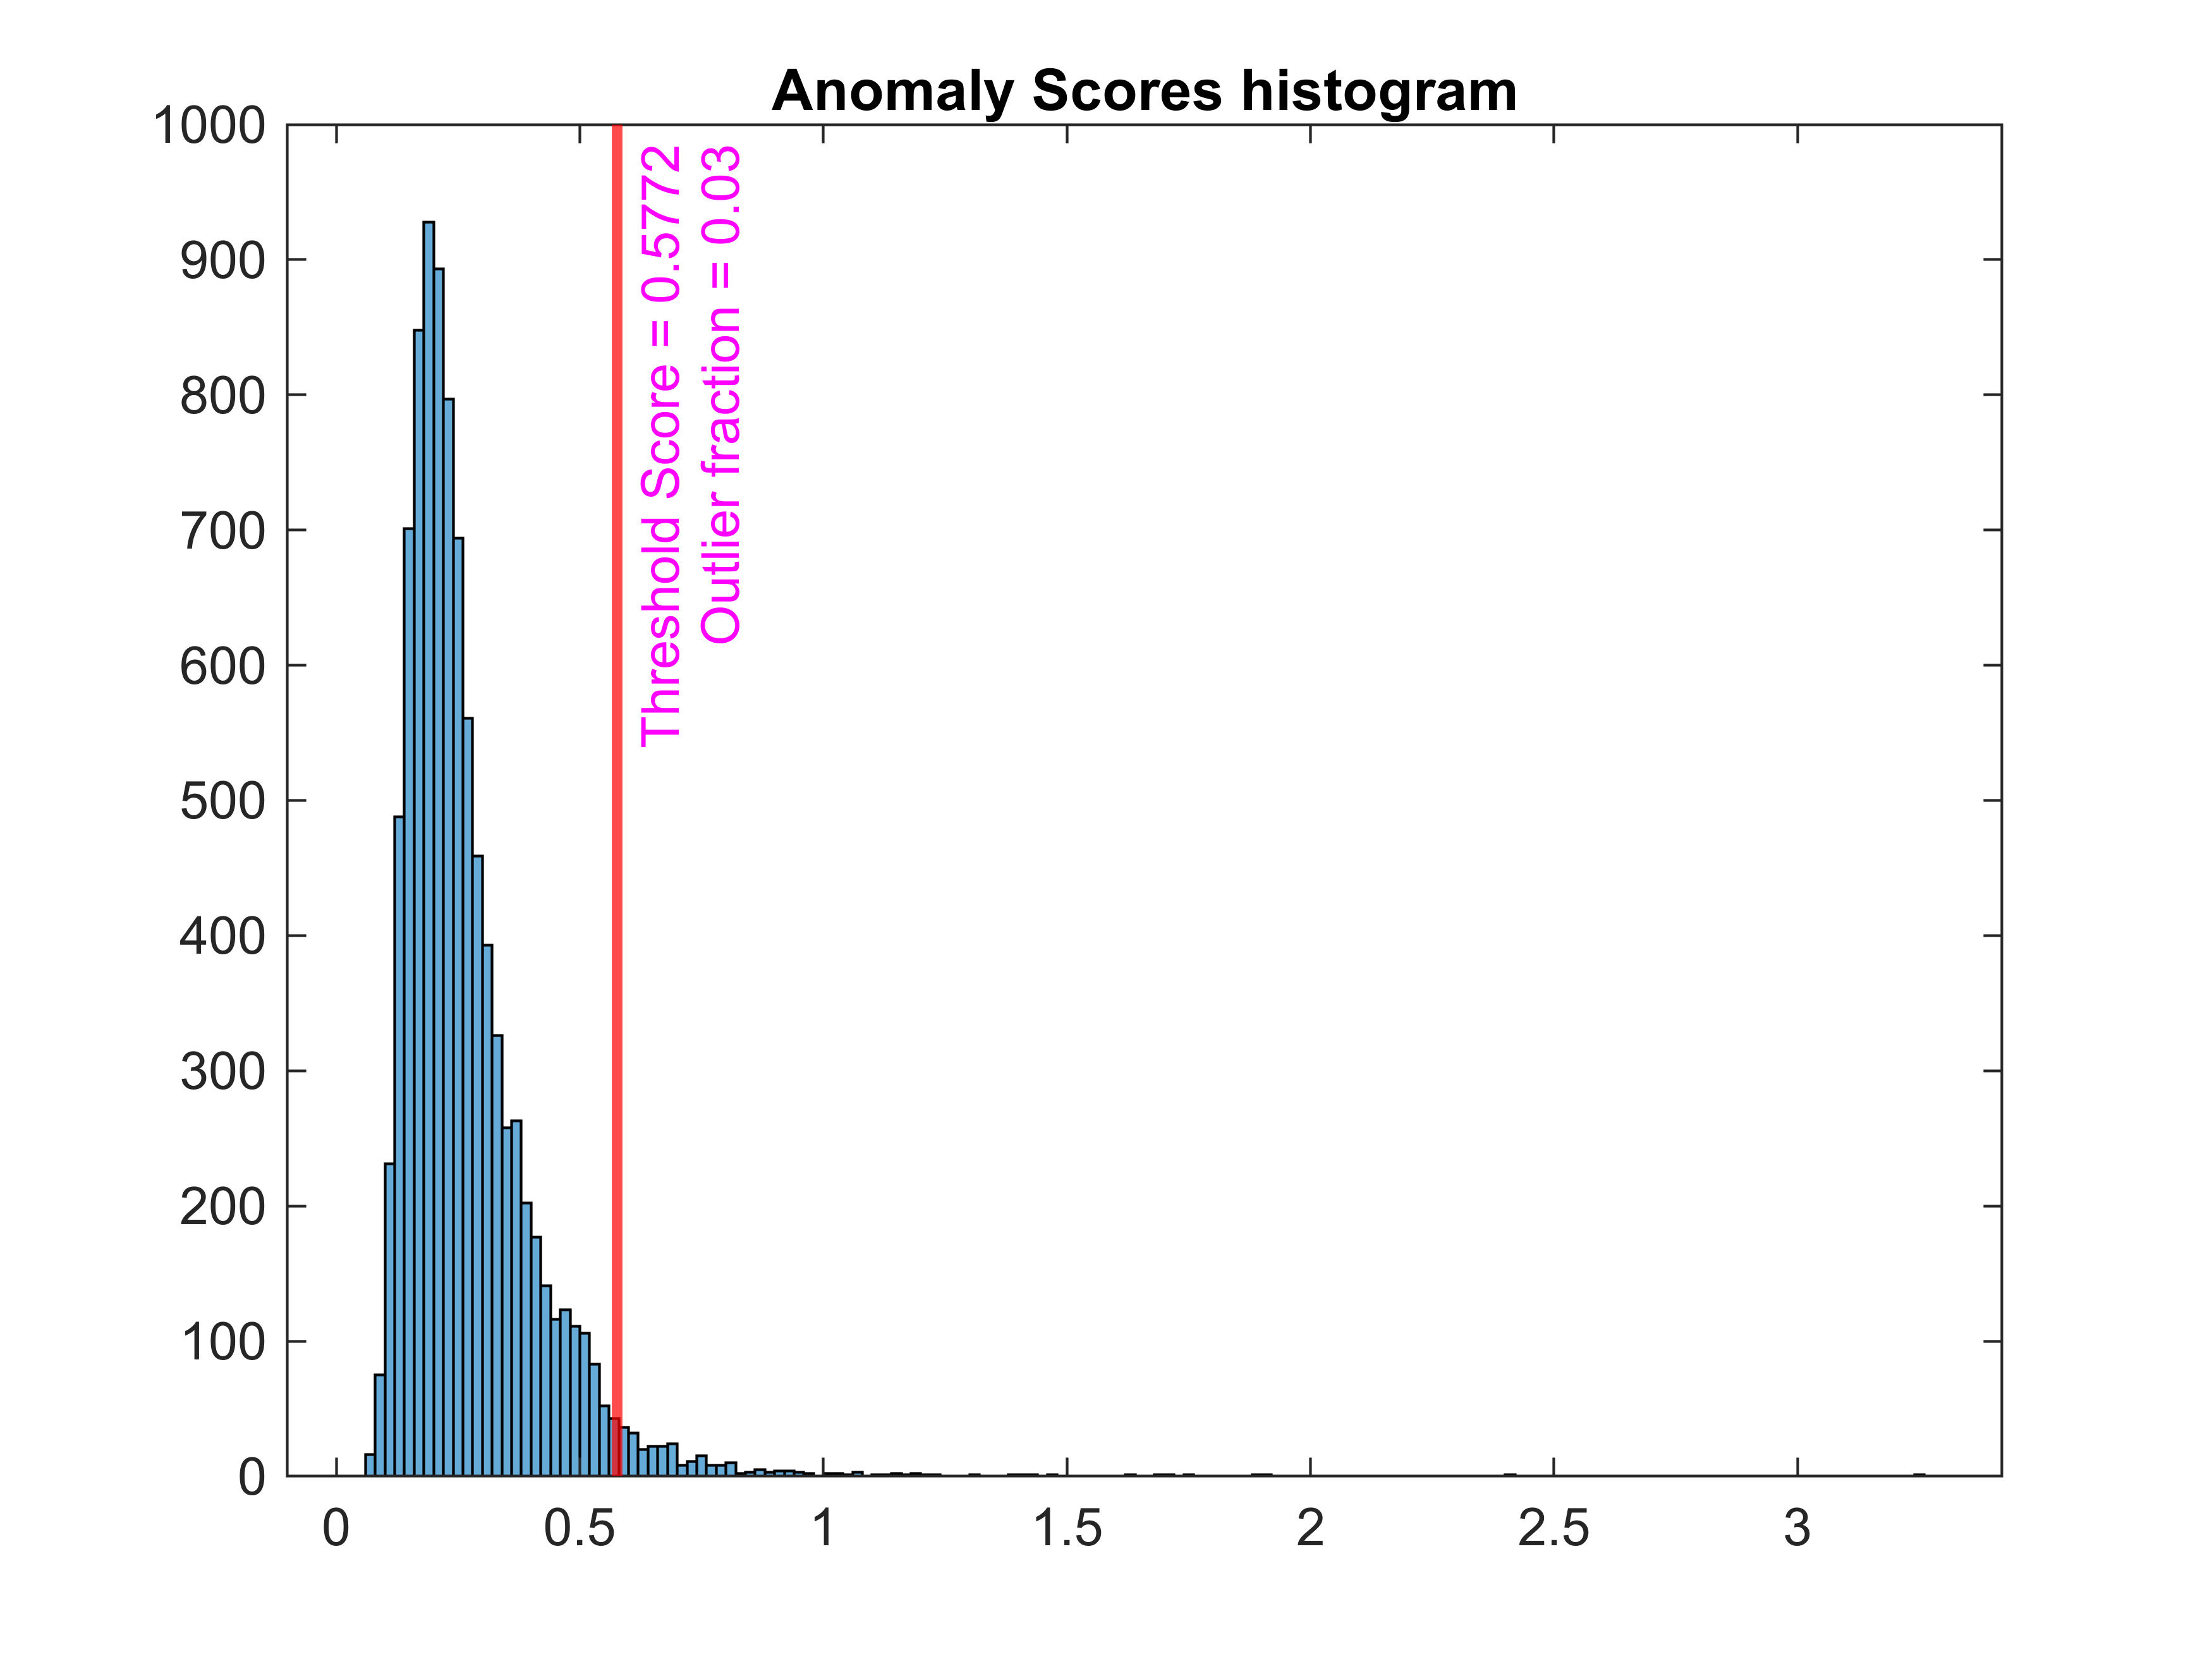 Anomaly Scores histogram
1000
900
800
700
600
500
400
300
200
100
0
Threshold Score = 0.5772
Outlier fraction = 0.03
0 0.5 1 1.5 2 2.5 3